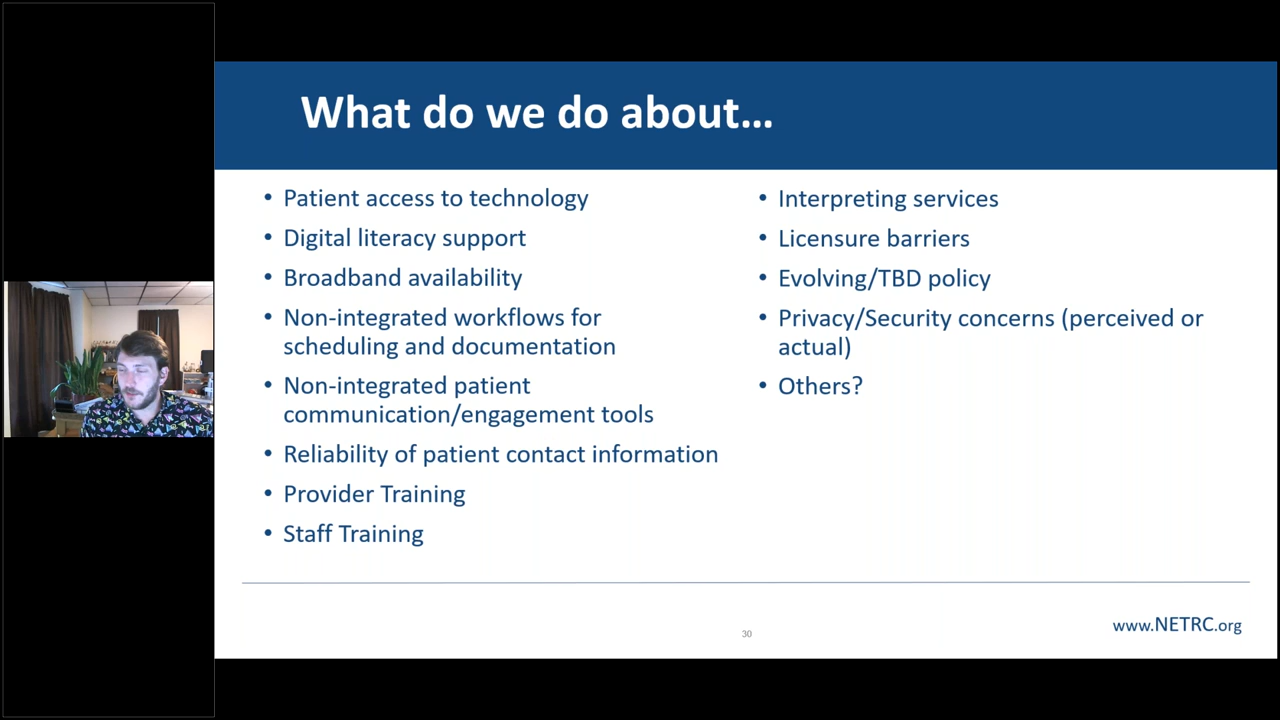 What do we do about...
• Patient access to technology
• Digital literacy support
• Broadband availability
• Non-integrated workflows for
scheduling and documentation
• Non-integrated patient
communication/engagement tools
• Reliability of patient contact information
• Provider Training
• Staff Training
• Interpreting services
• Licensure barriers
• Evolving/TBD policy
• Privacy/Security concerns (perceived or
actual)
• Others?
30
www.NETRC.org